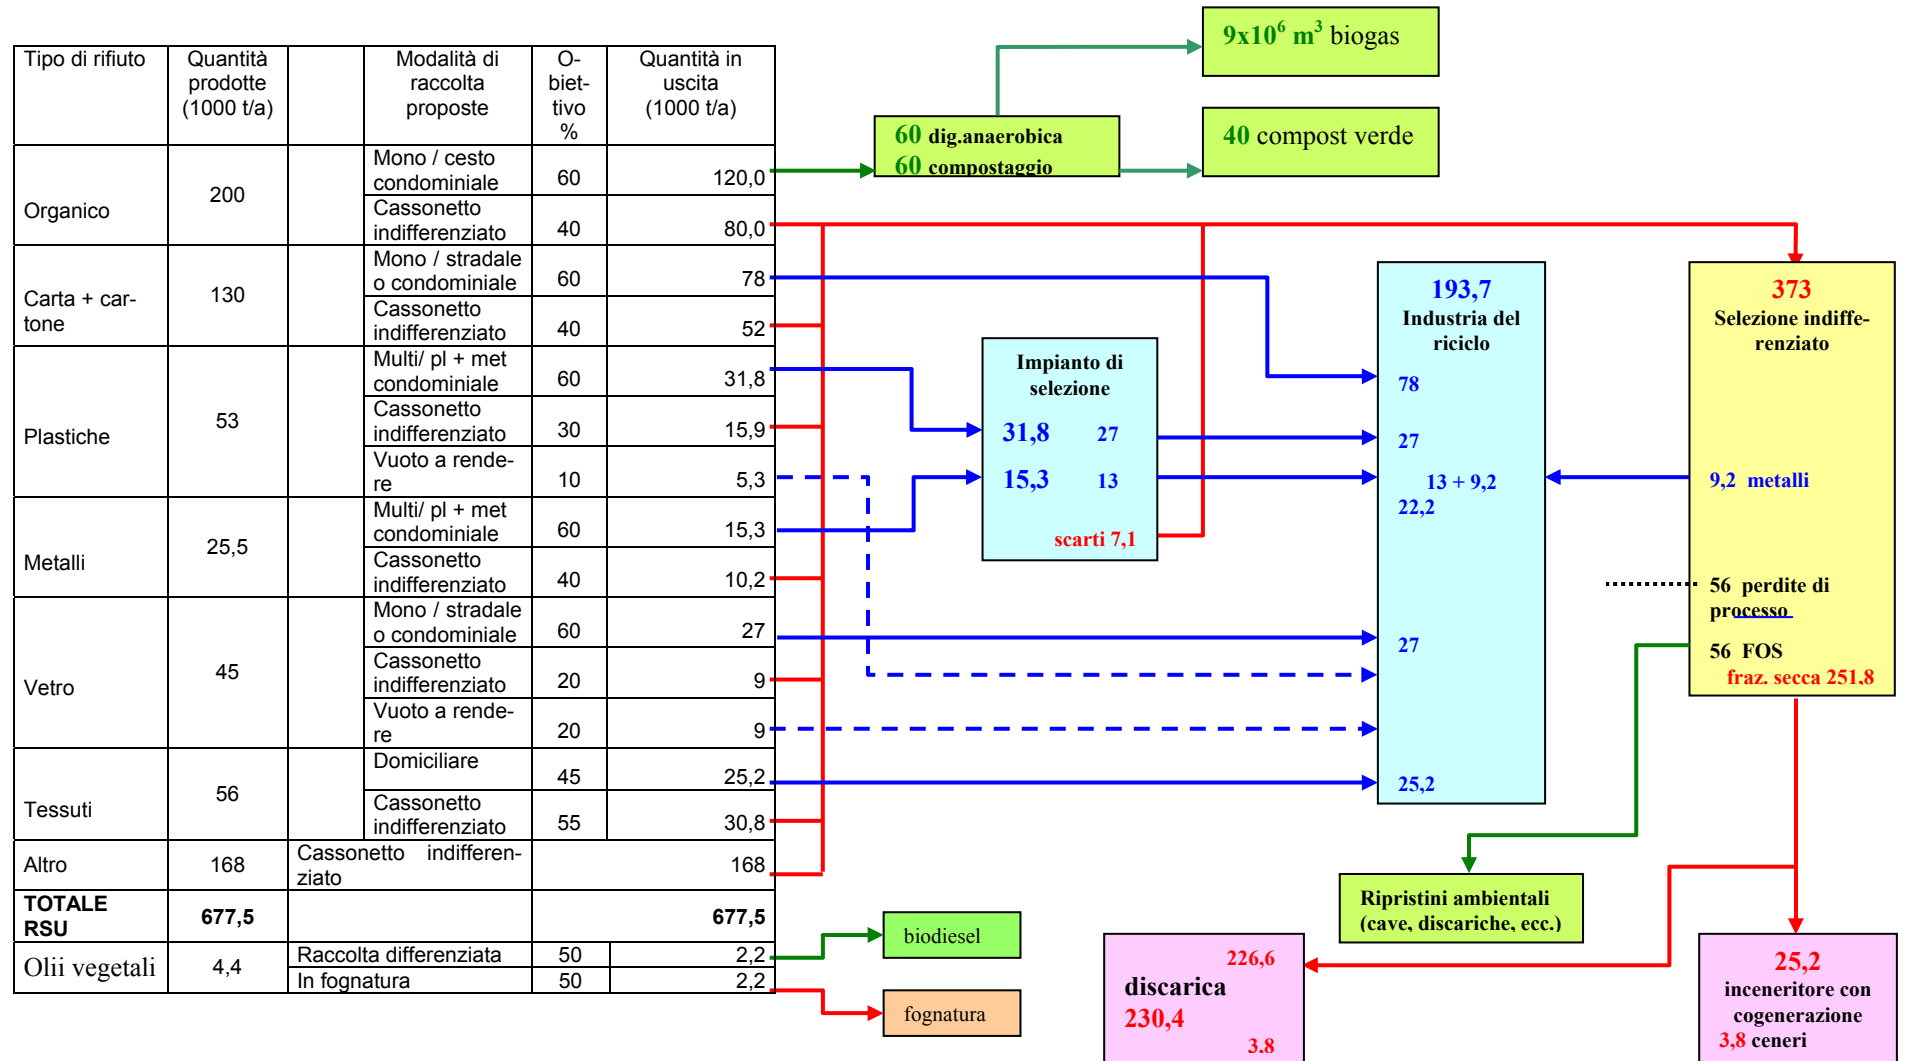 Tipo di rifiuto
Quantità
prodotte
(1000 t/a)
Modalità di
raccolta
proposte
O-
biet-
tivo
%
Quantità in
uscita
(1000 t/a)
Organico
200
Mono / cesto
condominiale
60
120,0
Cassonetto
indifferenziato
40
80,0
Carta + car-
tone
130
Mono / stradale
o condominiale
60
78
Cassonetto
indifferenziato
40
52
Plastiche
53
Multi/ pl + met
condominiale
60
31,8
Cassonetto
indifferenziato
30
15,9
Vuoto a rende-
re
10
5,3
Metalli
25,5
Multi/ pl + met
condominiale
60
15,3
Cassonetto
indifferenziato
40
10,2
Vetro
45
Mono / stradale
o condominiale
60
27
Cassonetto
indifferenziato
20
9
Vuoto a rende-
re
20
9
Tessuti
56
Domiciliare
45
25,2
Cassonetto
indifferenziato
55
30,8
Altro
168
Cassonetto indifferen-
ziato
168
TOTALE
RSU
677,5
677,5
Olii vegetali
4,4
Raccolta differenziata
50
2,2
In fognatura
50
2,2
9x10⁶ m³ biogas
60 dig.anaerobica
60 compostaggio
40 compost verde
Impianto di
selezione
31,8 27
15,3 13
scarti 7,1
193,7
Industria del
riciclo
78
27
13 + 9,2
22,2
27
25,2
373
Selezione indiffe-
renziato
9,2 metalli
56 perdite di
processo
56 FOS
fraz. secca 251,8
Ripristini ambientali
(cave, discariche, ecc.)
biodiesel
fognatura
226,6
discarica
230,4
3,8
25,2
inceneritore con
cogenerazione
3,8 ceneri